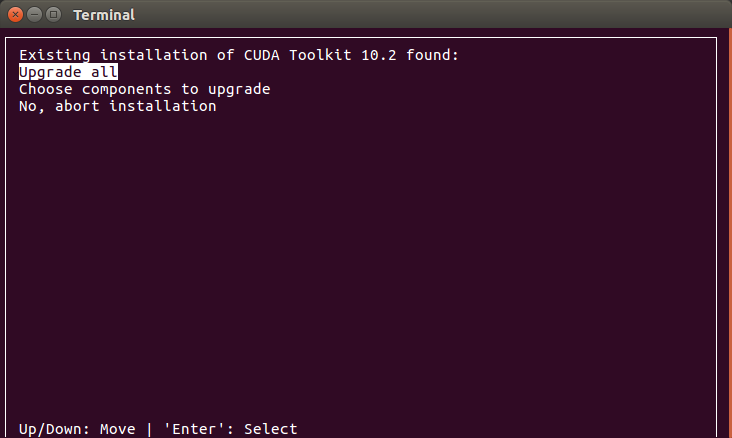 Terminal
Existing installation of CUDA Toolkit 10.2 found:
Upgrade all
Choose components to upgrade
No, abort installation
Up/Down: Move | 'Enter': Select